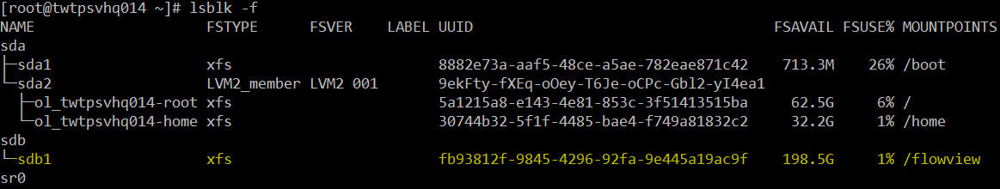 [root@twtpsvhq014 ~]# lsblk -f
NAME                      FSTYPE      FSVER    LABEL UUID                                   FSAVAIL FSUSE% MOUNTPOINTS
sda
├─sda1                    xfs                        8882e73a-aaf5-48ce-a5ae-782eae871c42    713.3M    26% /boot
└─sda2                    LVM2_member LVM2 001       9ekFty-fXEq-oOey-T6Je-oCPc-Gbl2-yI4ea1
  ├─ol_twtpsvhq014-root   xfs                        5a1215a8-e143-4e81-853c-3f51413515ba     62.5G     6% /
  └─ol_twtpsvhq014-home   xfs                        30744b32-5f1f-4485-bae4-f749a81832c2     32.2G     1% /home
sdb
└─sdb1                    xfs                        fb93812f-9845-4296-92fa-9e445a19ac9f    198.5G     1% /flowview
sr0